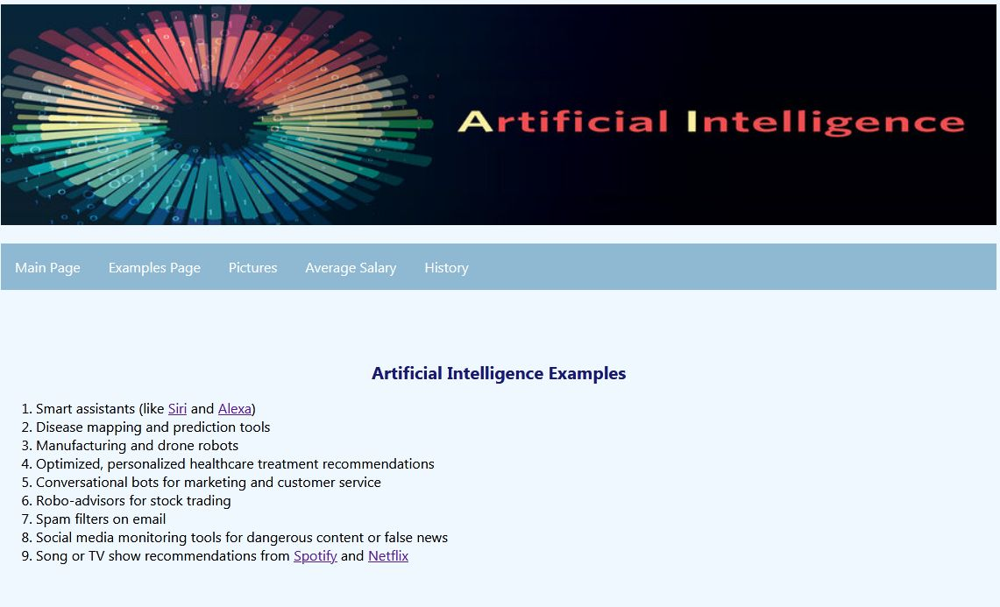 Artificial Intelligence
Main Page Examples Page Pictures Average Salary History
Artificial Intelligence Examples
1. Smart assistants (like Siri and Alexa)
2. Disease mapping and prediction tools
3. Manufacturing and drone robots
4. Optimized, personalized healthcare treatment recommendations
5. Conversational bots for marketing and customer service
6. Robo-advisors for stock trading
7. Spam filters on email
8. Social media monitoring tools for dangerous content or false news
9. Song or TV show recommendations from Spotify and Netflix